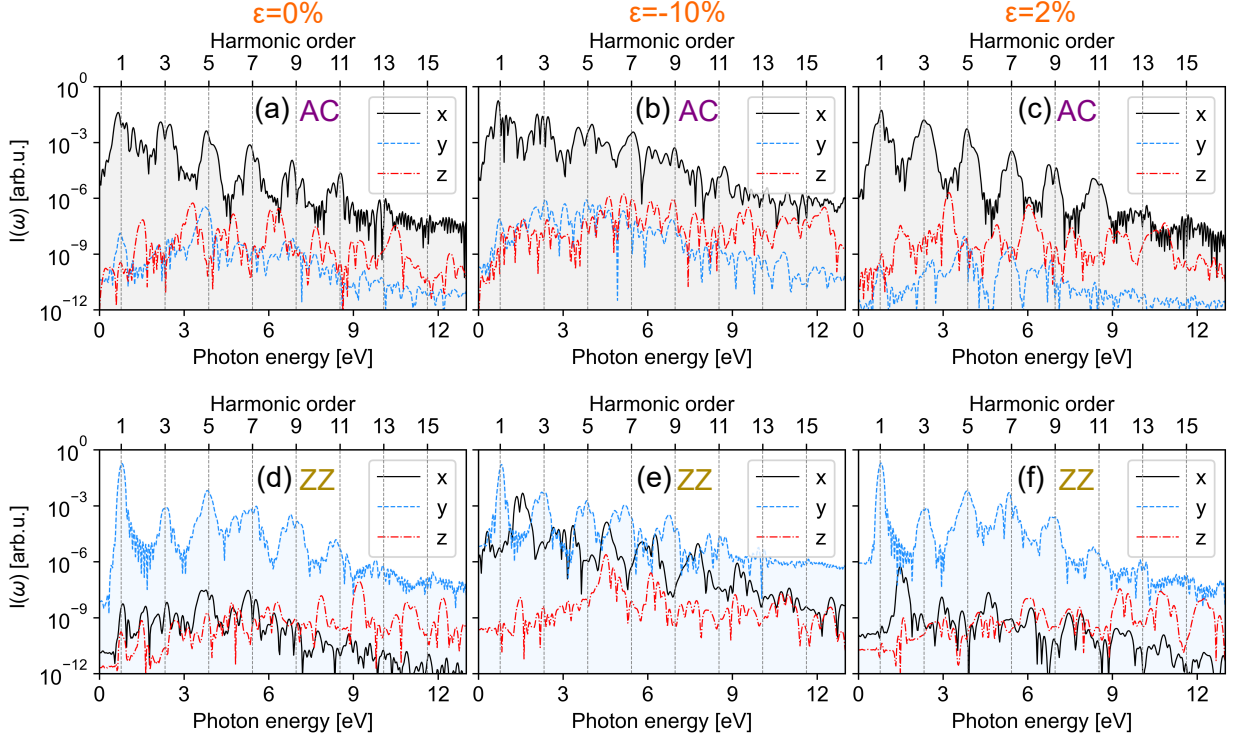 ε=0% ε=-10% ε=2%
Harmonic order Harmonic order Harmonic order
1 3 5 7 9 11 13 15 1 3 5 7 9 11 13 15 1 3 5 7 9 11 13 15
(a) AC x y z
(b) AC x y z
(c) AC x y z
I(ω) [arb.u.]
10^0
10^−3
10^−6
10^−9
10^−12
0 3 6 9 12 0 3 6 9 12 0 3 6 9 12
Photon energy [eV] Photon energy [eV] Photon energy [eV]
Harmonic order Harmonic order Harmonic order
1 3 5 7 9 11 13 15 1 3 5 7 9 11 13 15 1 3 5 7 9 11 13 15
(d) ZZ x y z
(e) ZZ x y z
(f) ZZ x y z
I(ω) [arb.u.]
10^0
10^−3
10^−6
10^−9
10^−12
0 3 6 9 12 0 3 6 9 12 0 3 6 9 12
Photon energy [eV] Photon energy [eV] Photon energy [eV]